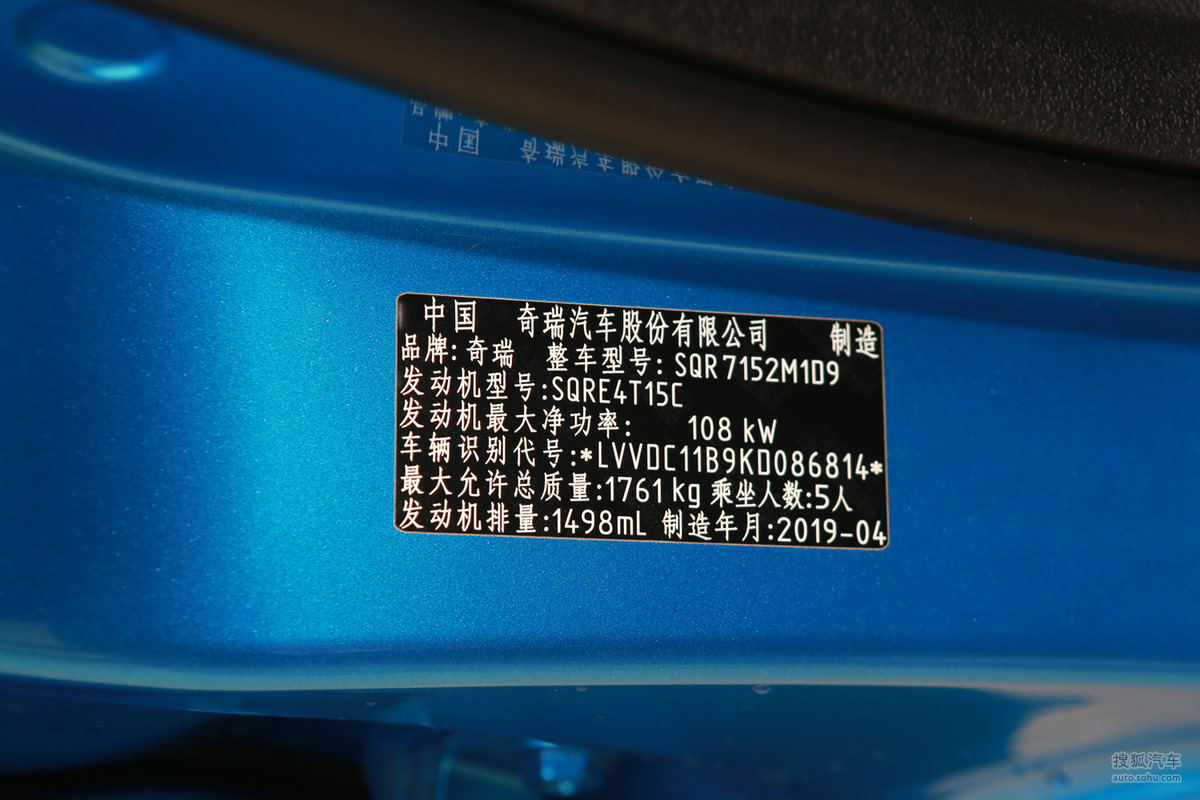 中国 奇瑞汽车股份有限公司 制造
品牌:奇瑞 整车型号:SQR7152M1D9
发动机型号:SQRE4T15C
发动机最大净功率: 108 kW
车辆识别代号:*LVVDC11B9KD086814*
最大允许总质量:1761 kg 乘坐人数:5人
发动机排量:1498mL 制造年月:2019-04
搜狐汽车
auto.sohu.com